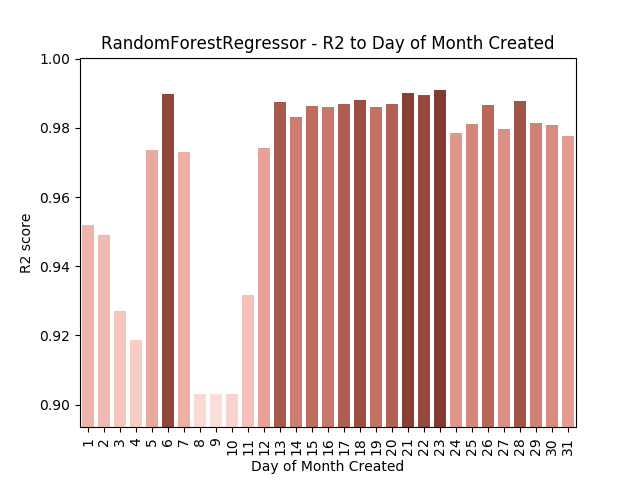 RandomForestRegressor - R2 to Day of Month Created
1.00
0.98
0.96
0.94
0.92
0.90
R2 score
1 2 3 4 5 6 7 8 9 10 11 12 13 14 15 16 17 18 19 20 21 22 23 24 25 26 27 28 29 30 31
Day of Month Created